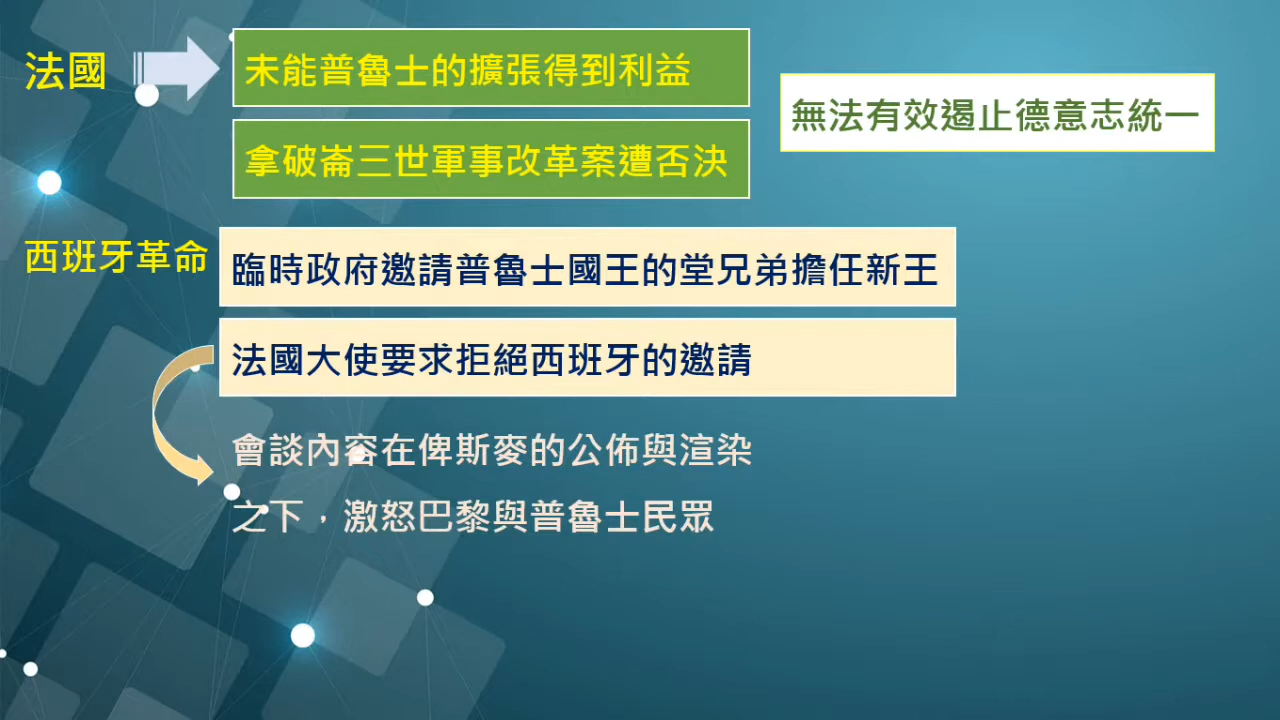 法國
未能普魯士的擴張得到利益
拿破崙三世軍事改革案遭否決
無法有效遏止德意志統一
西班牙革命
臨時政府邀請普魯士國王的堂兄弟擔任新王
法國大使要求拒絕西班牙的邀請
會談內容在俾斯麥的公佈與渲染
之下，激怒巴黎與普魯士民眾